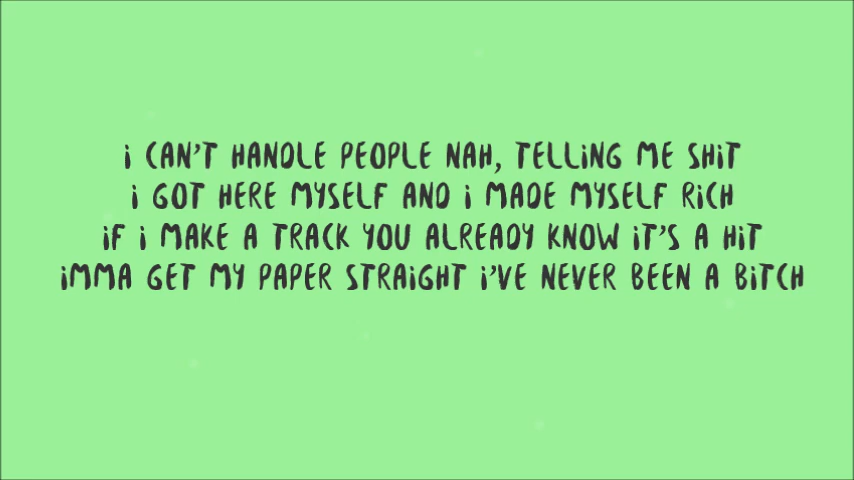 i CAN'T HANDLE PEOPLE NAH, TELLiNG ME SHiT
i GOT HERE MYSELF AND i MADE MYSELF RiCH
iF i MAKE A TRACK YOU ALREADY KNOW iT'S A HiT
iMMA GET MY PAPER STRAiGHT i'VE NEVER BEEN A BiTCH